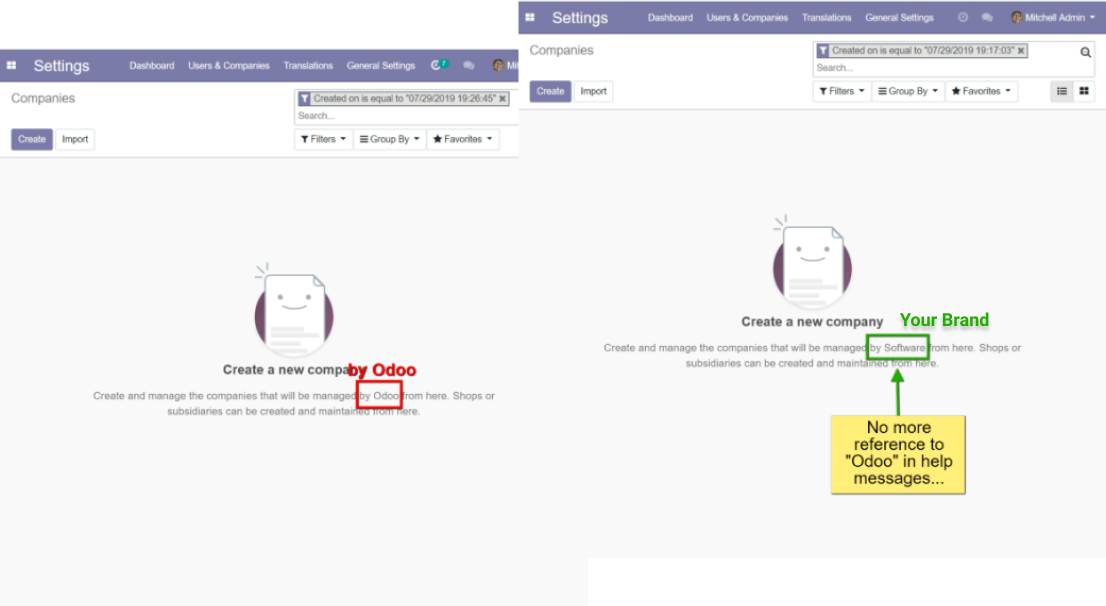 Settings Dashboard Users & Companies Translations General Settings 7 Mi
Companies
Created on is equal to "07/29/2019 19:26:45" ×
Search...
Create Import Filters Group By Favorites
by Odoo
Create a new company
Create and manage the companies that will be managed by Odoo from here. Shops or
subsidiaries can be created and maintained from here.
Settings Dashboard Users & Companies Translations General Settings Mitchell Admin
Companies
Created on is equal to "07/29/2019 19:17:03" ×
Search...
Create Import Filters Group By Favorites
Your Brand
Create a new company
Create and manage the companies that will be managed by Software from here. Shops or
subsidiaries can be created and maintained from here.
No more
reference to
"Odoo" in help
messages...